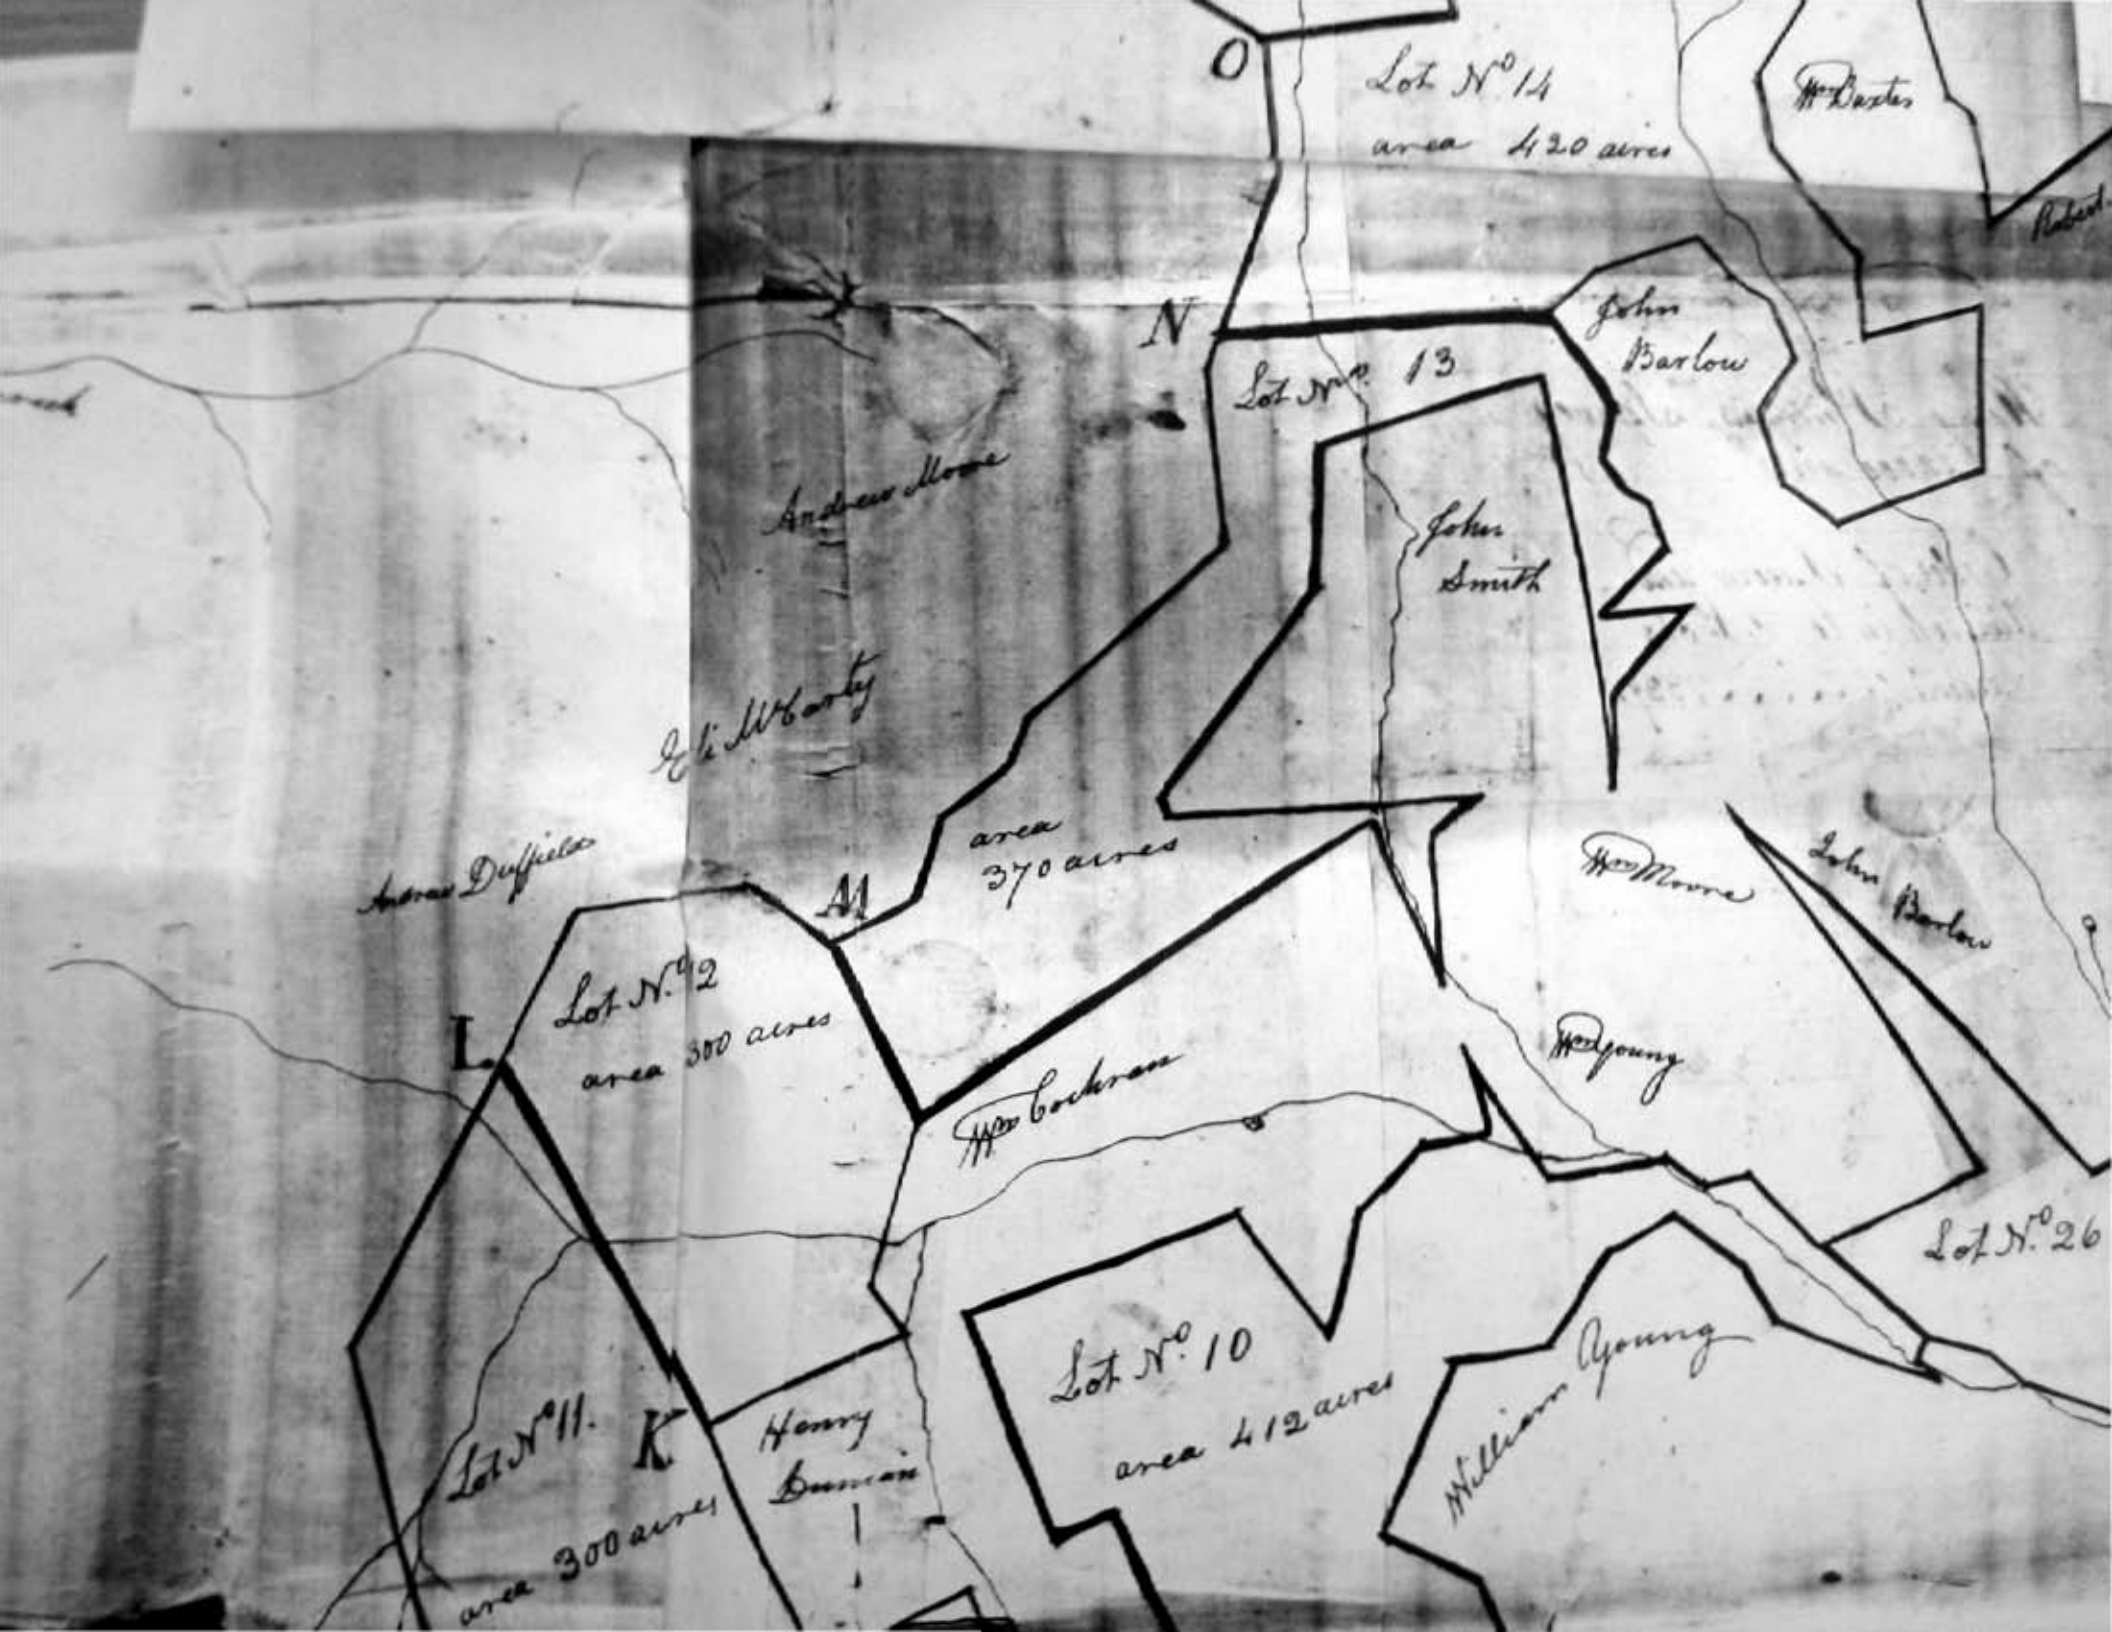 O
Lot No. 14
area 420 acres
Wm Baxter
Robert
N
John
Barlow
Lot No. 13
Andrew Moore
John
Smith
Eli McCarty
area
370 acres
Wm Moore
John Barlow
Andrew Duffield
M
Lot No. 12
area 300 acres
L
Wm Cochran
Wm Young
Lot No. 26
Lot No. 10
area 412 acres
William Young
Lot No 11.
area 300 acres
K
Henry
Duncan